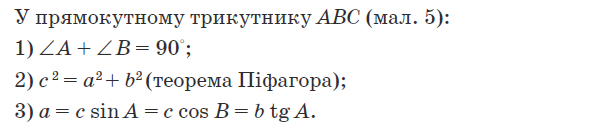 У прямокутному трикутнику ABC (мал. 5):
1) ∠A + ∠B = 90°;
2) c² = a² + b² (теорема Піфагора);
3) a = c sin A = c cos B = b tg A.